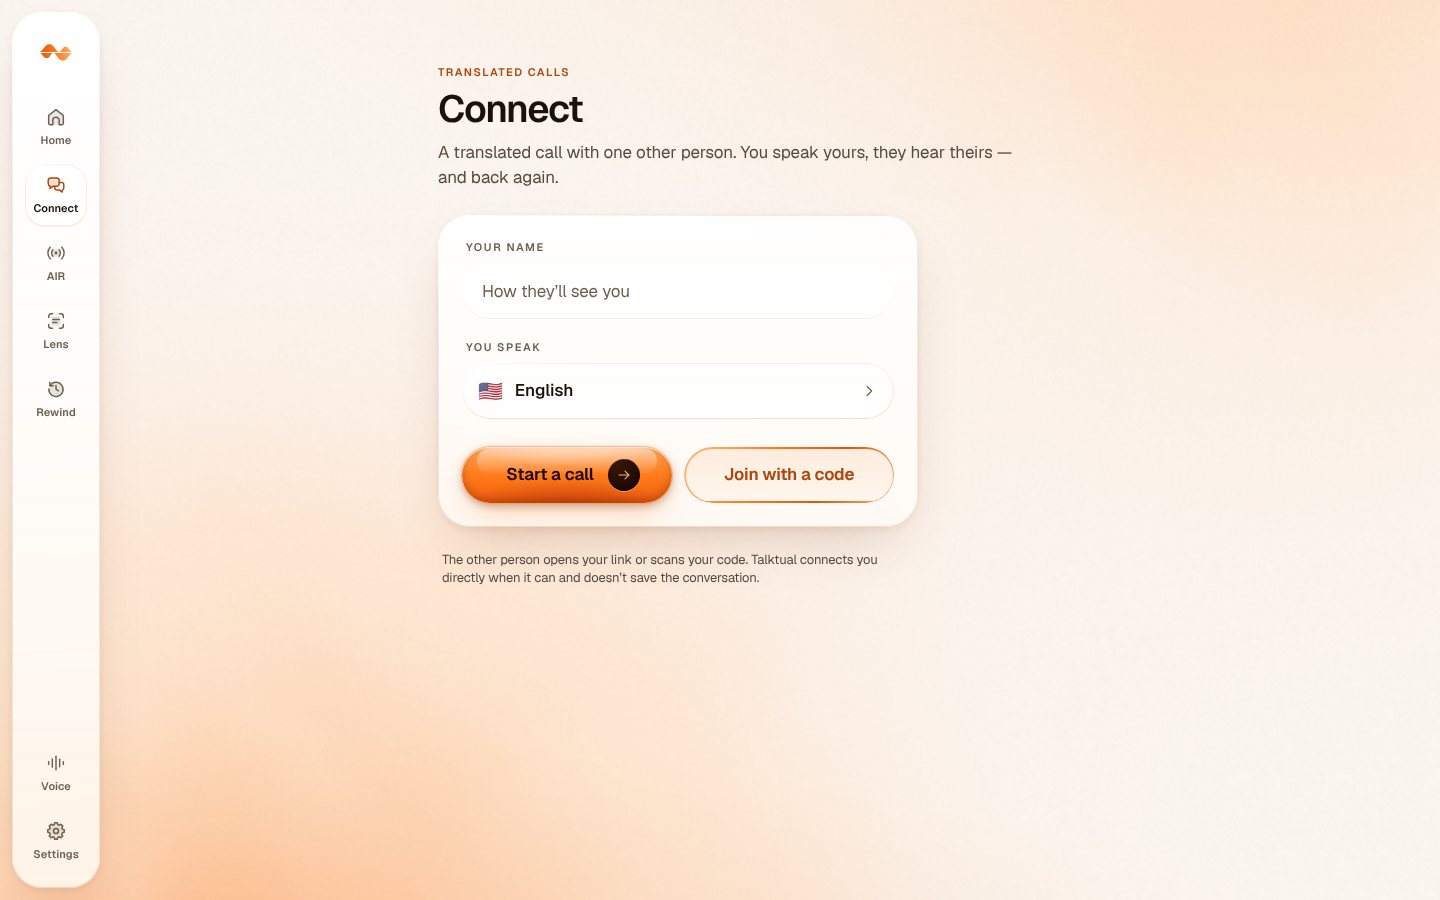 Home
Connect
AIR
Lens
Rewind
Voice
Settings
TRANSLATED CALLS
Connect
A translated call with one other person. You speak yours, they hear theirs —
and back again.
YOUR NAME
How they’ll see you
YOU SPEAK
English
Start a call
Join with a code
The other person opens your link or scans your code. Talktual connects you
directly when it can and doesn’t save the conversation.